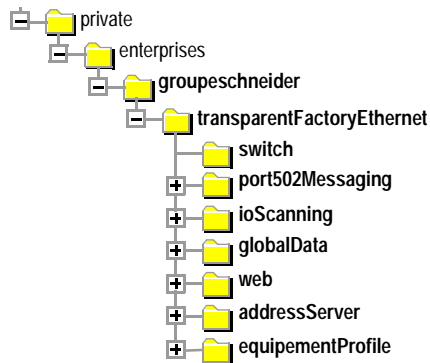 private
enterprises
groupeschneider
transparentFactoryEthernet
switch
port502Messaging
ioScanning
globalData
web
addressServer
equipementProfile